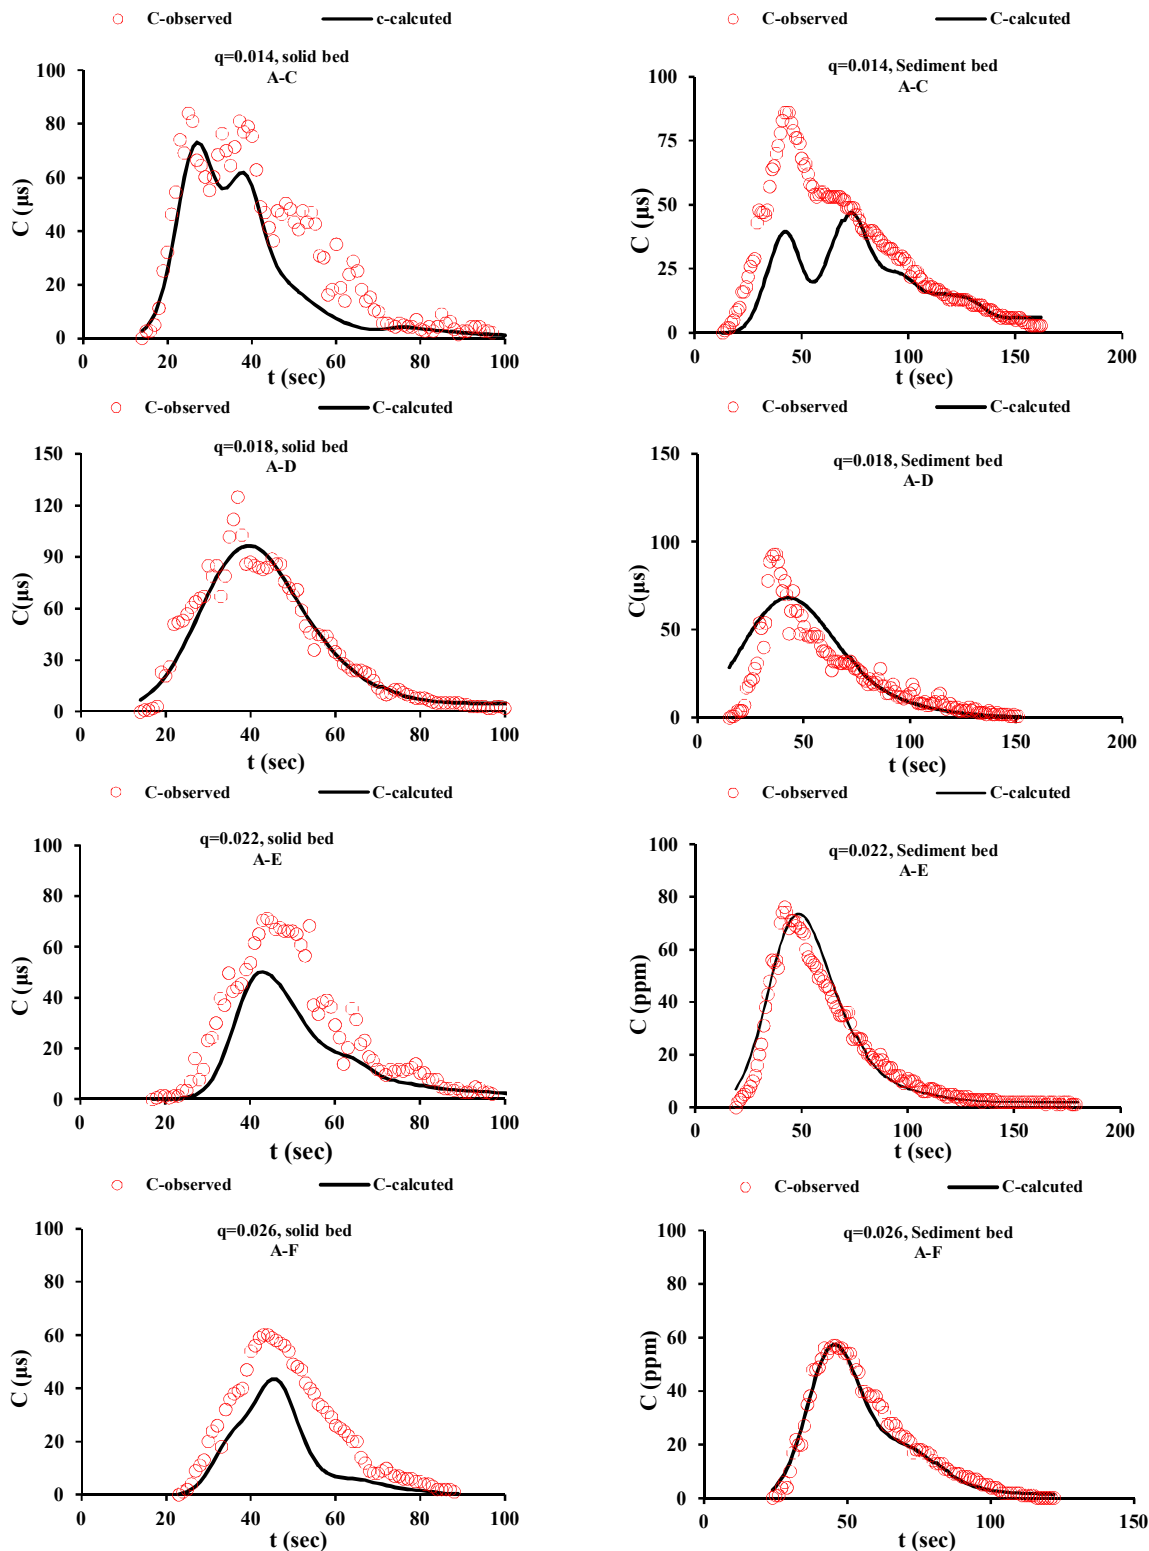 C-observed c-calcuted
q=0.014, solid bed
A-C
100
80
60
40
20
0
0 20 40 60 80 100
C (μs)
t (sec)
C-observed C-calcuted
q=0.014, Sediment bed
A-C
100
75
50
25
0
0 50 100 150 200
C (μs)
t (sec)
C-observed C-calcuted
q=0.018, solid bed
A-D
150
120
90
60
30
0
0 20 40 60 80 100
C(μs)
t (sec)
C-observed C-calcuted
q=0.018, Sediment bed
A-D
150
100
50
0
0 50 100 150 200
C(μs)
t (sec)
C-observed C-calcuted
q=0.022, solid bed
A-E
100
80
60
40
20
0
0 20 40 60 80 100
C (μs)
t (sec)
C-observed C-calcuted
q=0.022, Sediment bed
A-E
100
80
60
40
20
0
0 50 100 150 200
C (ppm)
t (sec)
C-observed C-calcuted
q=0.026, solid bed
A-F
100
80
60
40
20
0
0 20 40 60 80 100
C (μs)
t (sec)
C-observed C-calcuted
q=0.026, Sediment bed
A-F
100
80
60
40
20
0
0 50 100 150
C (ppm)
t (sec)